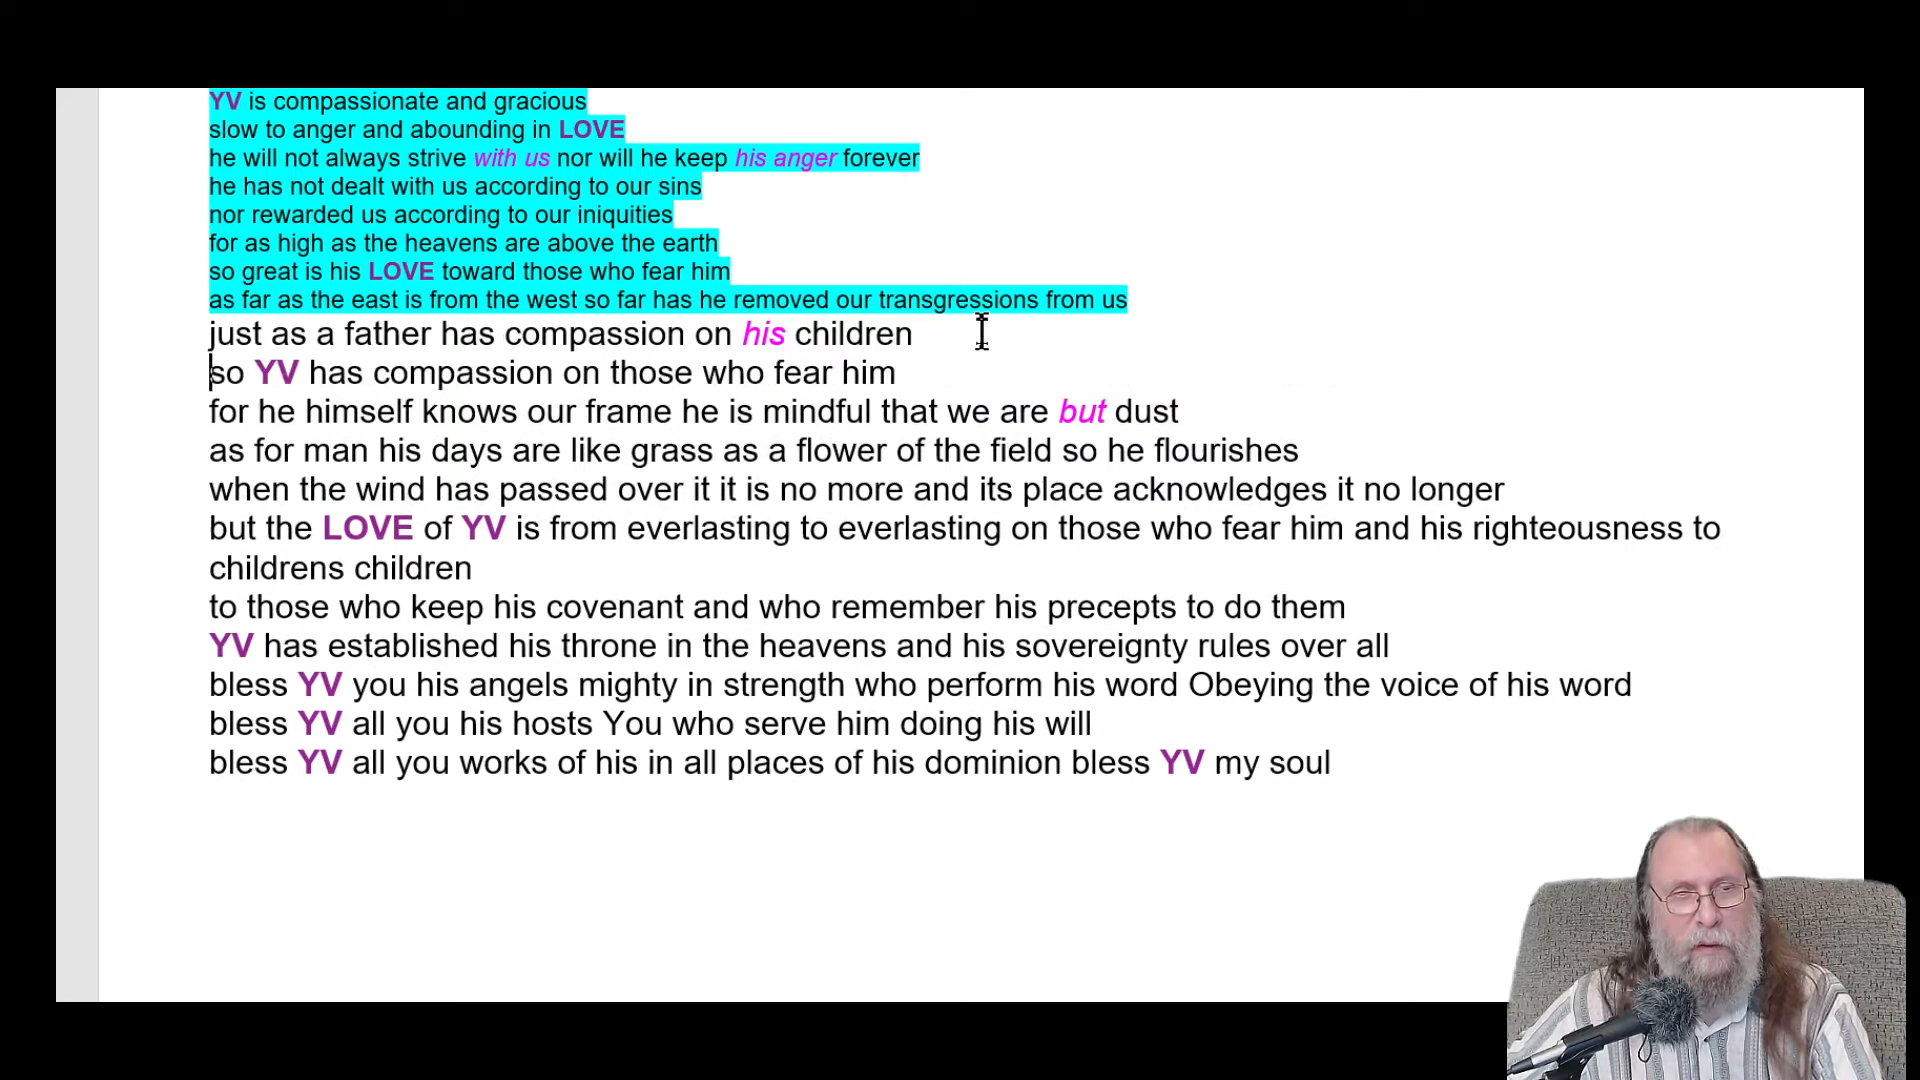 YV is compassionate and gracious
slow to anger and abounding in LOVE
he will not always strive with us nor will he keep his anger forever
he has not dealt with us according to our sins
nor rewarded us according to our iniquities
for as high as the heavens are above the earth
so great is his LOVE toward those who fear him
as far as the east is from the west so far has he removed our transgressions from us
just as a father has compassion on his children
so YV has compassion on those who fear him
for he himself knows our frame he is mindful that we are but dust
as for man his days are like grass as a flower of the field so he flourishes
when the wind has passed over it it is no more and its place acknowledges it no longer
but the LOVE of YV is from everlasting to everlasting on those who fear him and his righteousness to
childrens children
to those who keep his covenant and who remember his precepts to do them
YV has established his throne in the heavens and his sovereignty rules over all
bless YV you his angels mighty in strength who perform his word Obeying the voice of his word
bless YV all you his hosts You who serve him doing his will
bless YV all you works of his in all places of his dominion bless YV my soul